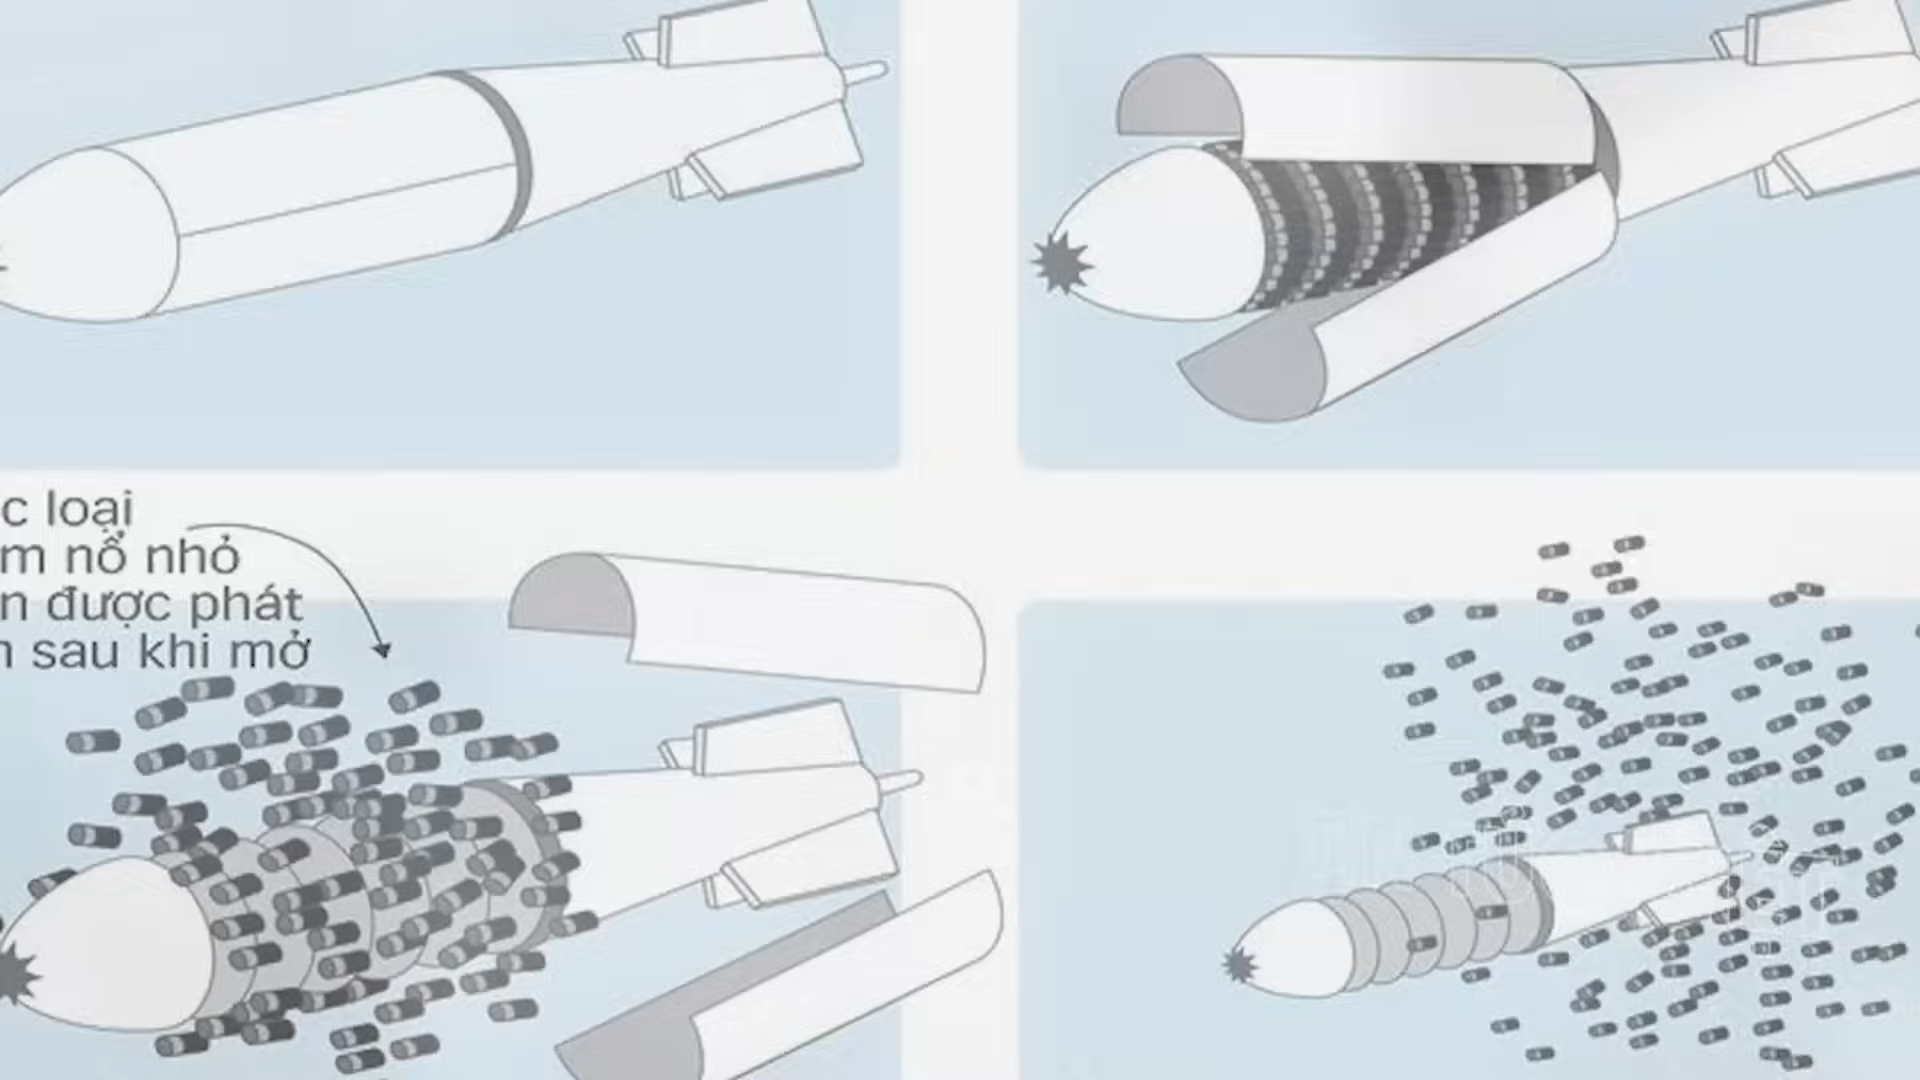 c loại
m nổ nhỏ
n được phát
sau khi mở